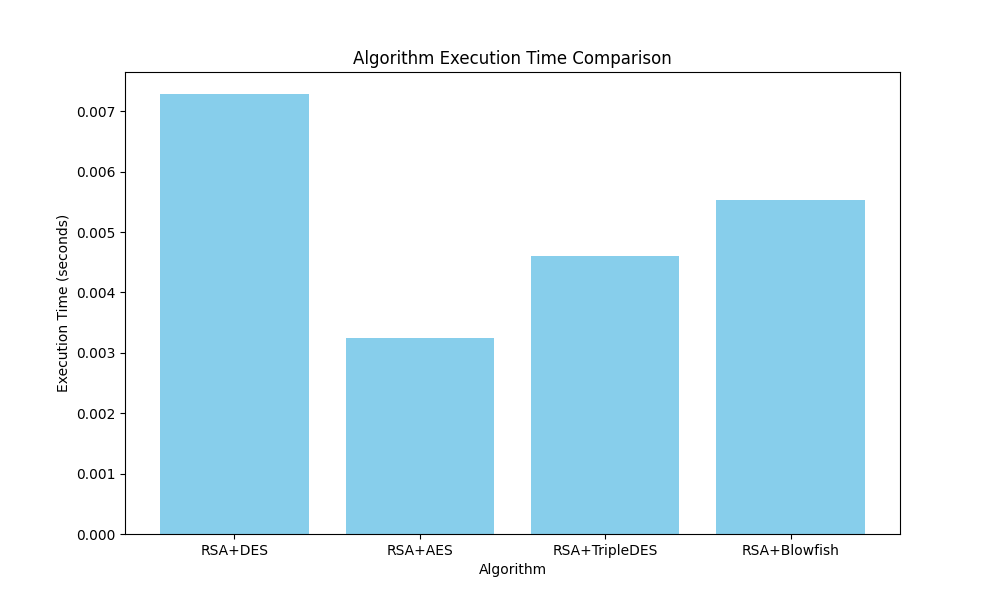 Algorithm Execution Time Comparison
Execution Time (seconds)
0.007
0.006
0.005
0.004
0.003
0.002
0.001
0.000
RSA+DES
RSA+AES
RSA+TripleDES
RSA+Blowfish
Algorithm